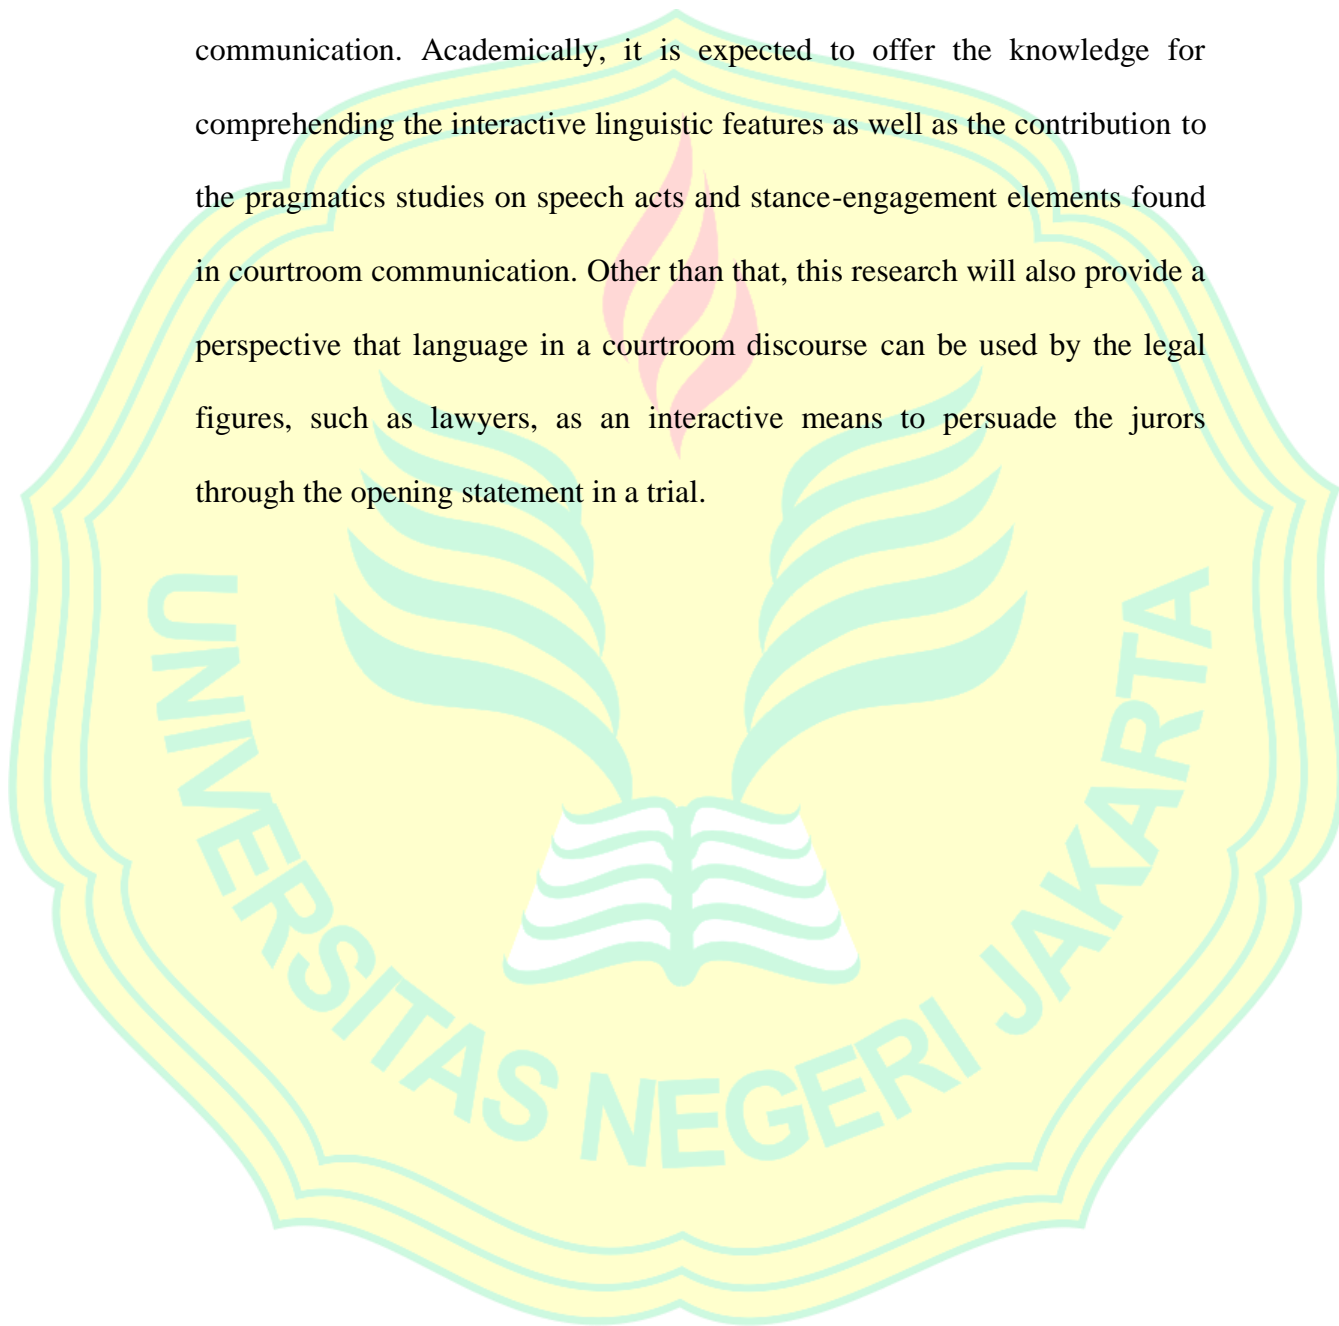 communication. Academically, it is expected to offer the knowledge for
comprehending the interactive linguistic features as well as the contribution to
the pragmatics studies on speech acts and stance-engagement elements found
in courtroom communication. Other than that, this research will also provide a
perspective that language in a courtroom discourse can be used by the legal
figures, such as lawyers, as an interactive means to persuade the jurors
through the opening statement in a trial.
UNIVERSITAS NEGERI JAKARTA